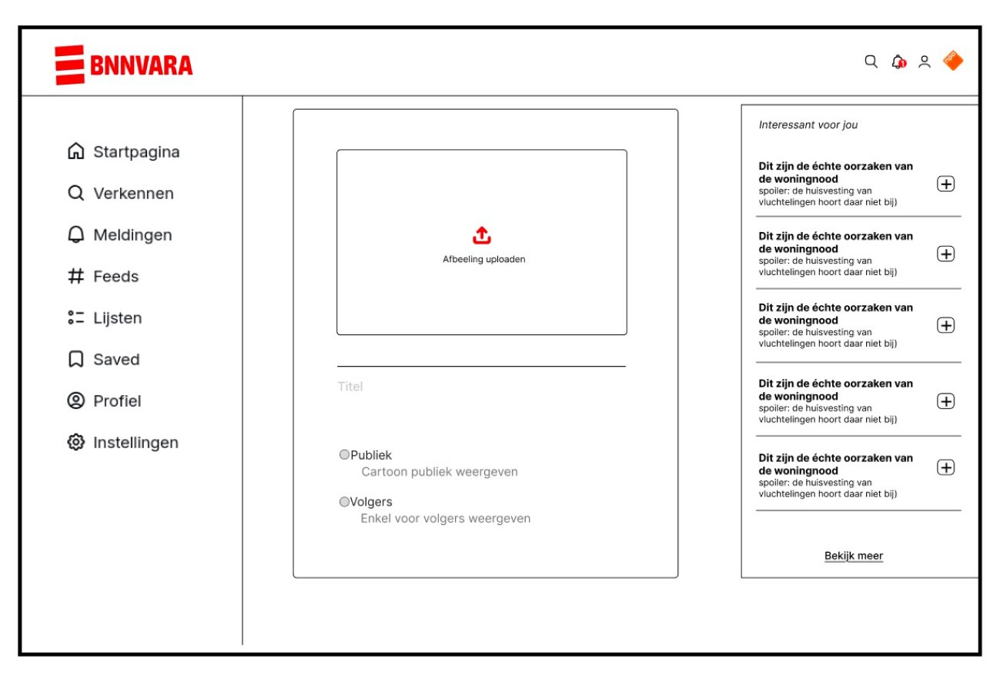 BNNVARA
npo
1
Startpagina
Verkennen
Meldingen
Feeds
Lijsten
Saved
Profiel
Instellingen
Afbeeling uploaden
Titel
Publiek
Cartoon publiek weergeven
Volgers
Enkel voor volgers weergeven
Interessant voor jou
Dit zijn de échte oorzaken van
de woningnood
spoiler: de huisvesting van
vluchtelingen hoort daar niet bij)
Dit zijn de échte oorzaken van
de woningnood
spoiler: de huisvesting van
vluchtelingen hoort daar niet bij)
Dit zijn de échte oorzaken van
de woningnood
spoiler: de huisvesting van
vluchtelingen hoort daar niet bij)
Dit zijn de échte oorzaken van
de woningnood
spoiler: de huisvesting van
vluchtelingen hoort daar niet bij)
Dit zijn de échte oorzaken van
de woningnood
spoiler: de huisvesting van
vluchtelingen hoort daar niet bij)
Bekijk meer